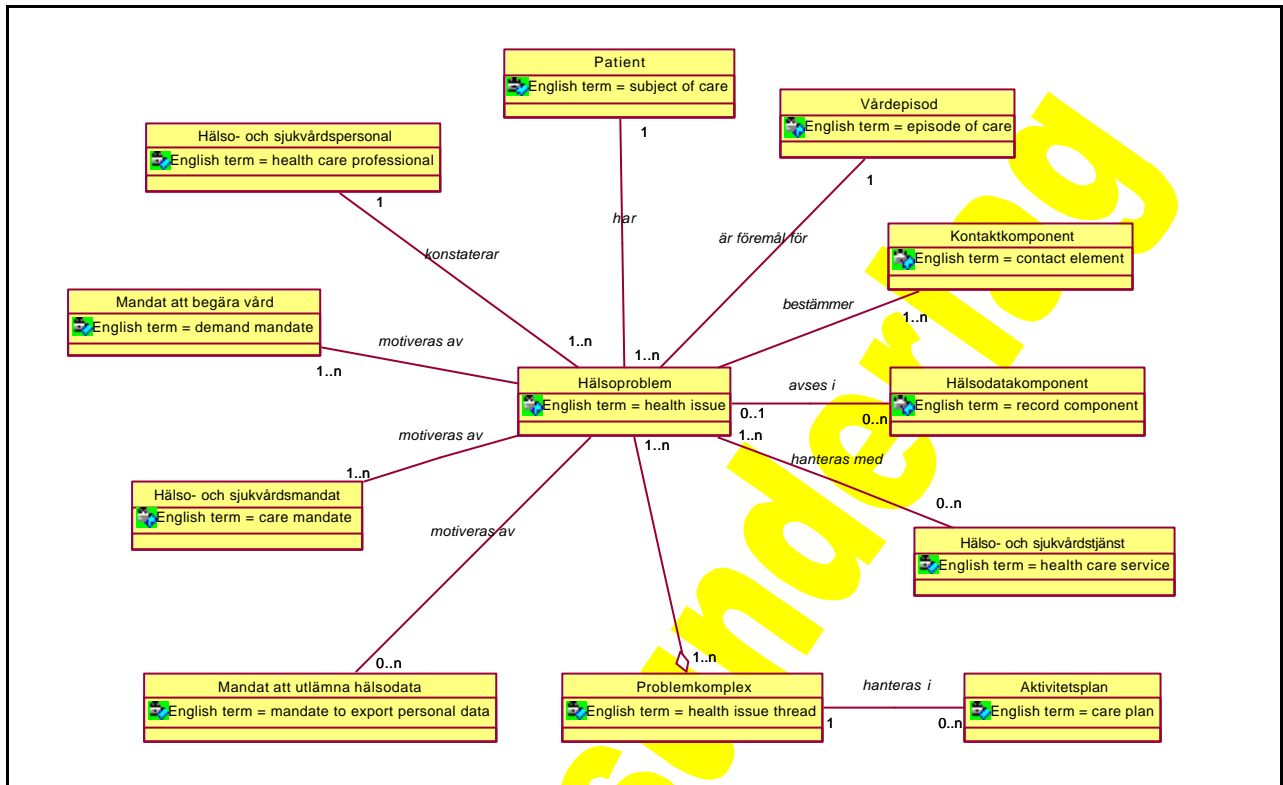 Patient
English term = subject of care
1
Vårdepisod
English term = episode of care
1
Hälso- och sjukvårdspersonal
English term = health care professional
1
har
är föremål för
konstaterar
Kontaktkomponent
English term = contact element
1..n
bestämmer
Mandat att begära vård
English term = demand mandate
1..n
motiveras av
1..n
1..n
Hälsoproblem
English term = health issue
avses i
0..1
0..n
Hälsodatakomponent
English term = record component
motiveras av
1..n
1..n
1..n
hanteras med
0..n
Hälso- och sjukvårdsmandat
English term = care mandate
motiveras av
Hälso- och sjukvårdstjänst
English term = health care service
0..n
1..n
Mandat att utlämna hälsodata
English term = mandate to export personal data
Problemkomplex
English term = health issue thread
1
hanteras i
0..n
Aktivitetsplan
English term = care plan